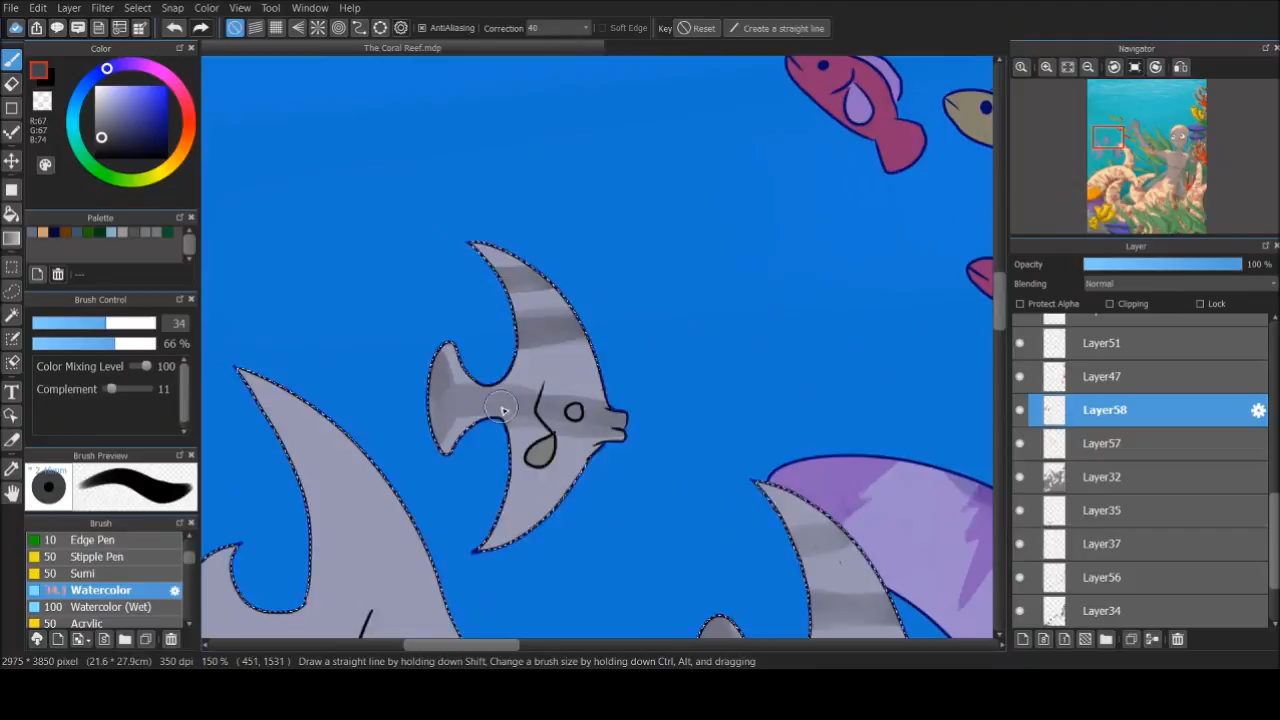 File Edit Layer Filter Select Snap Color View Tool Window Help
AntiAliasing Correction 40 Soft Edge Key Reset Create a straight line
Color
The Coral Reef.mdp
Navigator
R:67
G:67
B:74
Palette
---
Brush Control
34
66 %
Color Mixing Level 100
Complement 11
Brush Preview
Brush
10 Edge Pen
50 Stipple Pen
50 Sumi
Watercolor
100 Watercolor (Wet)
50 Acrylic
Layer
Opacity 100 %
Blending Normal
Protect Alpha Clipping Lock
Layer51
Layer47
Layer58
Layer57
Layer32
Layer35
Layer37
Layer56
Layer34
2975 * 3850 pixel (21.6 * 27.9cm) 350 dpi 150 % ( 451, 1531) Draw a straight line by holding down Shift, Change a brush size by holding down Ctrl, Alt, and dragging